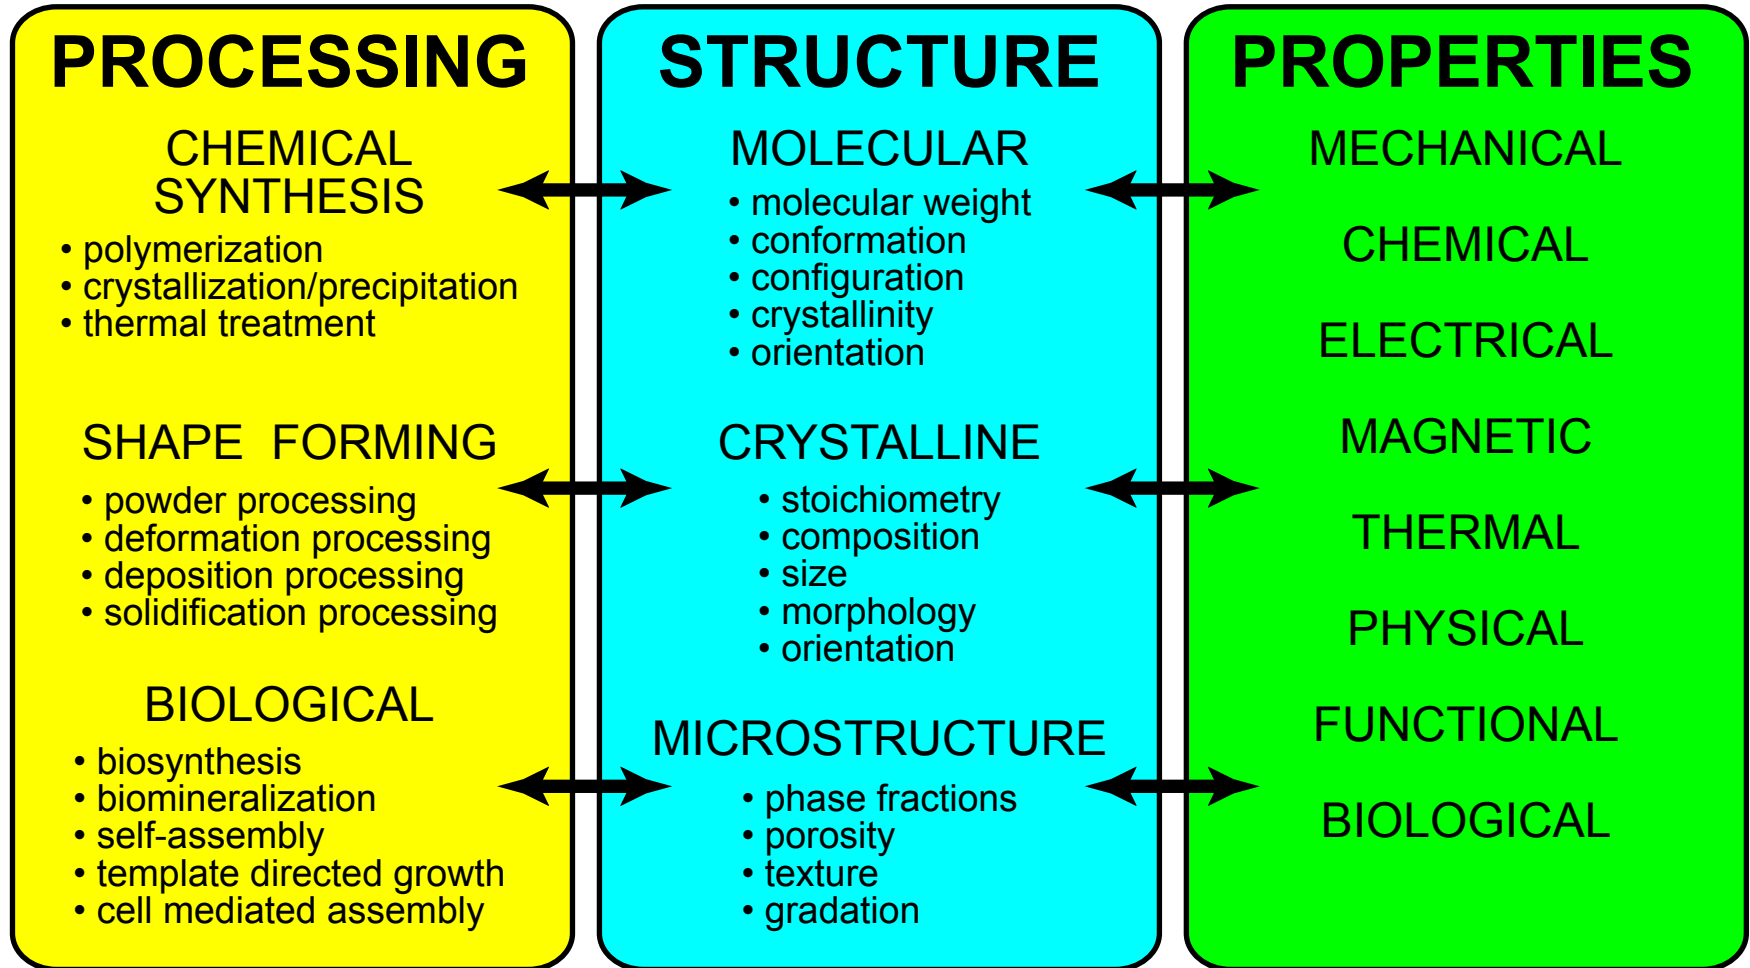 PROCESSING
CHEMICAL
SYNTHESIS
• polymerization
• crystallization/precipitation
• thermal treatment
SHAPE FORMING
• powder processing
• deformation processing
• deposition processing
• solidification processing
BIOLOGICAL
• biosynthesis
• biomineralization
• self-assembly
• template directed growth
• cell mediated assembly
STRUCTURE
MOLECULAR
• molecular weight
• conformation
• configuration
• crystallinity
• orientation
CRYSTALLINE
• stoichiometry
• composition
• size
• morphology
• orientation
MICROSTRUCTURE
• phase fractions
• porosity
• texture
• gradation
PROPERTIES
MECHANICAL
CHEMICAL
ELECTRICAL
MAGNETIC
THERMAL
PHYSICAL
FUNCTIONAL
BIOLOGICAL